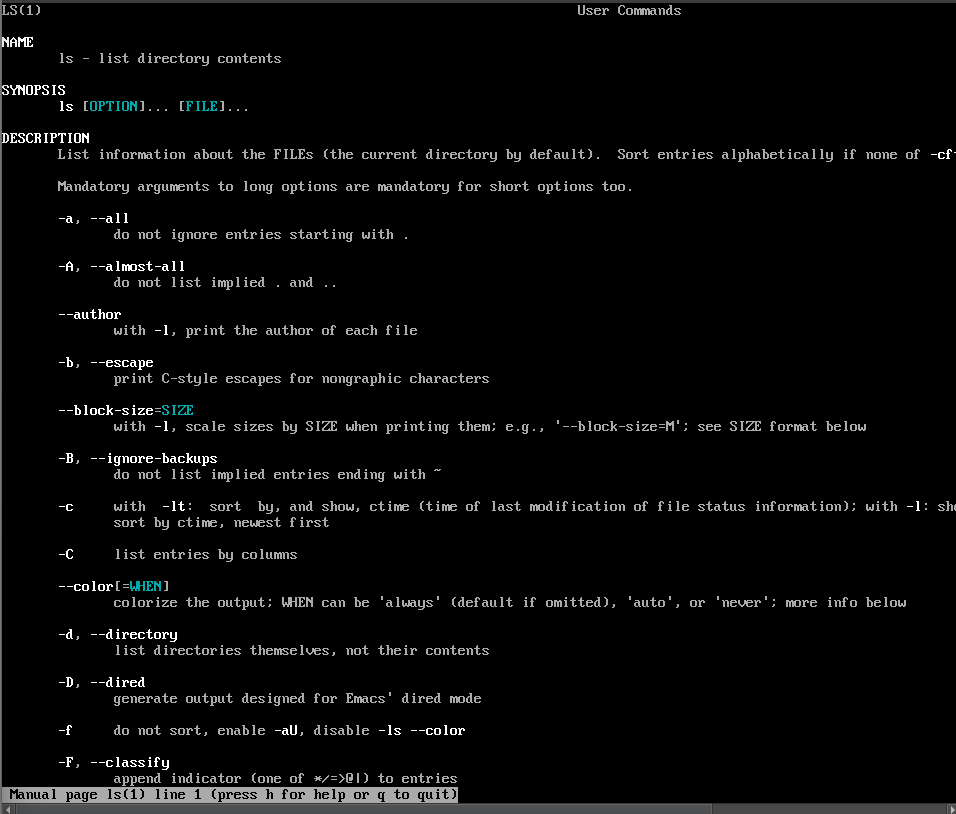 LS(1) User Commands
NAME
ls - list directory contents
SYNOPSIS
ls [OPTION]... [FILE]...
DESCRIPTION
List information about the FILEs (the current directory by default).  Sort entries alphabetically if none of -cf
Mandatory arguments to long options are mandatory for short options too.
-a, --all
do not ignore entries starting with .
-A, --almost-all
do not list implied . and ..
--author
with -l, print the author of each file
-b, --escape
print C-style escapes for nongraphic characters
--block-size=SIZE
with -l, scale sizes by SIZE when printing them; e.g., '--block-size=M'; see SIZE format below
-B, --ignore-backups
do not list implied entries ending with ~
-c with  -lt:  sort  by, and show, ctime (time of last modification of file status information); with -l: sh
sort by ctime, newest first
-C list entries by columns
--color[=WHEN]
colorize the output; WHEN can be 'always' (default if omitted), 'auto', or 'never'; more info below
-d, --directory
list directories themselves, not their contents
-D, --dired
generate output designed for Emacs' dired mode
-f do not sort, enable -aU, disable -ls --color
-F, --classify
append indicator (one of */=>@|) to entries
Manual page ls(1) line 1 (press h for help or q to quit)